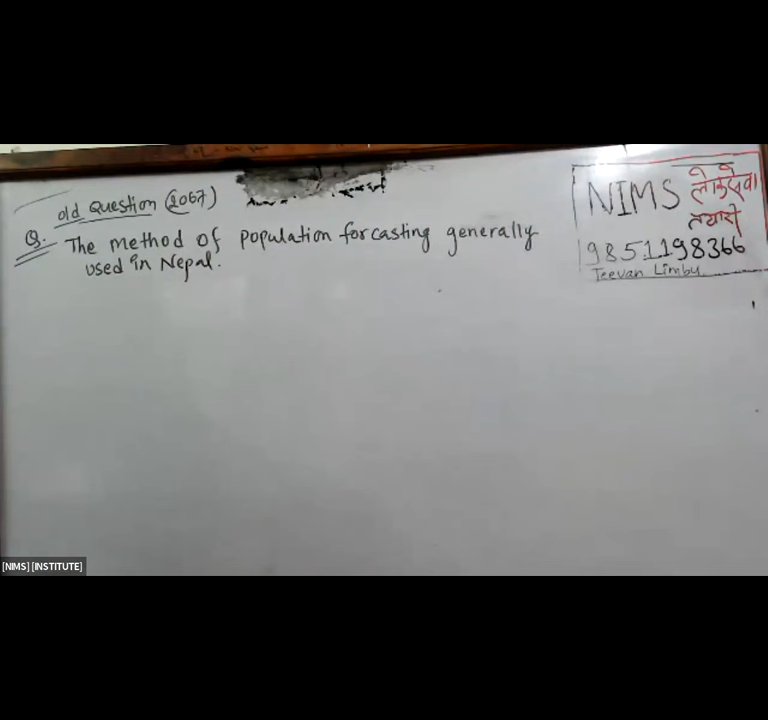 old Question (2067)
Q. The method of population forcasting generally
used in Nepal.
NIMS लोकसेवा
तयारी
9851198366
Jeevan Limbu
[NIMS] [INSTITUTE]